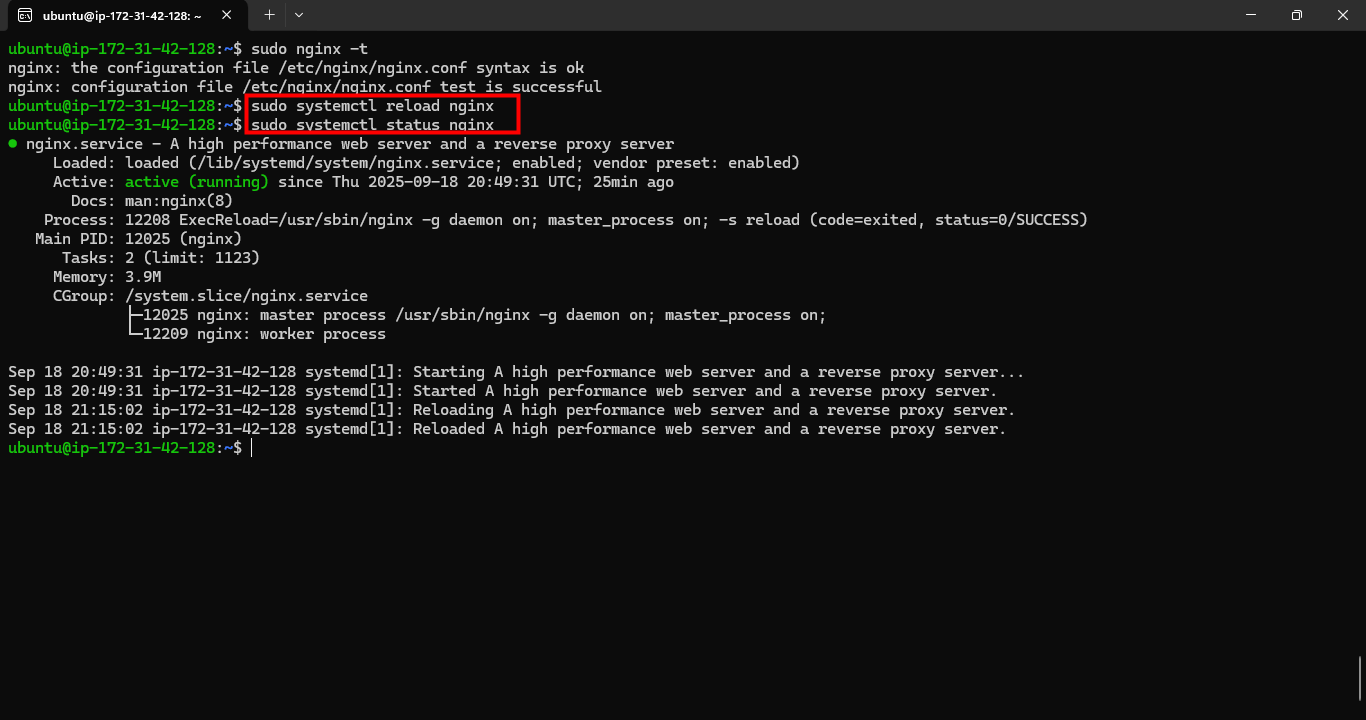 ubuntu@ip-172-31-42-128: ~
ubuntu@ip-172-31-42-128:~$ sudo nginx -t
nginx: the configuration file /etc/nginx/nginx.conf syntax is ok
nginx: configuration file /etc/nginx/nginx.conf test is successful
ubuntu@ip-172-31-42-128:~$ sudo systemctl reload nginx
ubuntu@ip-172-31-42-128:~$ sudo systemctl status nginx
● nginx.service - A high performance web server and a reverse proxy server
     Loaded: loaded (/lib/systemd/system/nginx.service; enabled; vendor preset: enabled)
     Active: active (running) since Thu 2025-09-18 20:49:31 UTC; 25min ago
       Docs: man:nginx(8)
    Process: 12208 ExecReload=/usr/sbin/nginx -g daemon on; master_process on; -s reload (code=exited, status=0/SUCCESS)
   Main PID: 12025 (nginx)
      Tasks: 2 (limit: 1123)
     Memory: 3.9M
     CGroup: /system.slice/nginx.service
             ├─12025 nginx: master process /usr/sbin/nginx -g daemon on; master_process on;
             └─12209 nginx: worker process
Sep 18 20:49:31 ip-172-31-42-128 systemd[1]: Starting A high performance web server and a reverse proxy server...
Sep 18 20:49:31 ip-172-31-42-128 systemd[1]: Started A high performance web server and a reverse proxy server.
Sep 18 21:15:02 ip-172-31-42-128 systemd[1]: Reloading A high performance web server and a reverse proxy server.
Sep 18 21:15:02 ip-172-31-42-128 systemd[1]: Reloaded A high performance web server and a reverse proxy server.
ubuntu@ip-172-31-42-128:~$